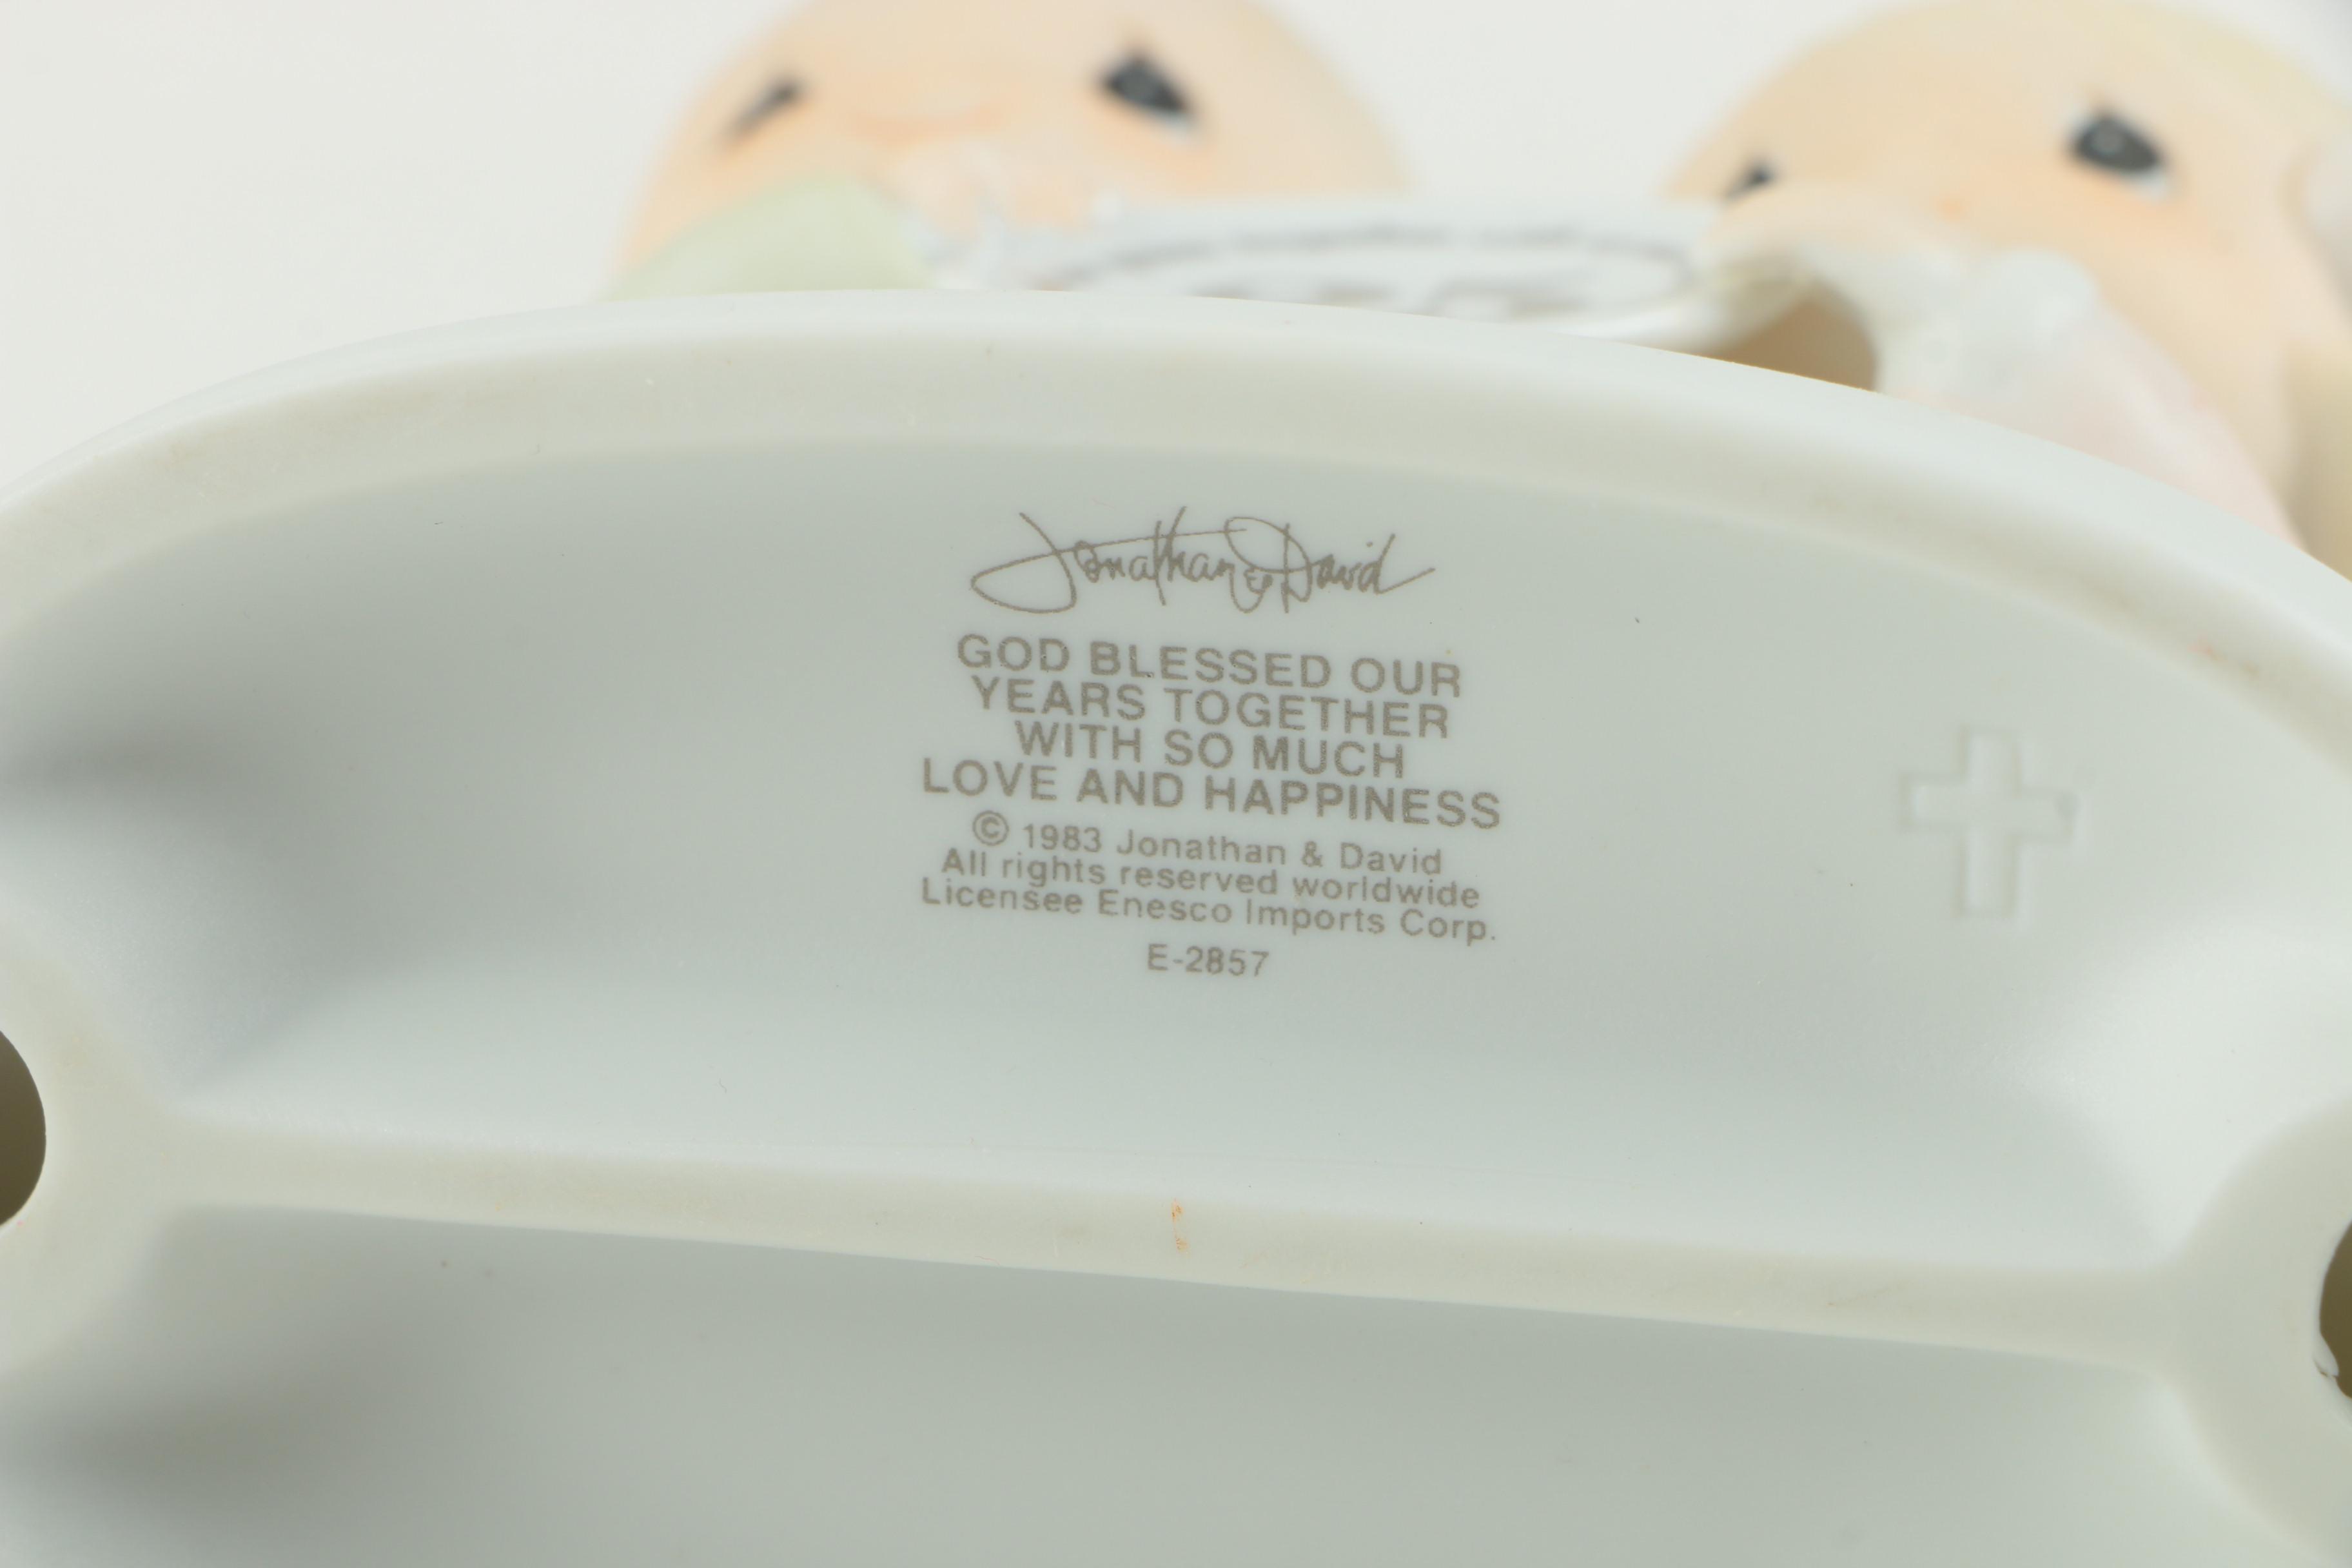 Jonathan & David
GOD BLESSED OUR
YEARS TOGETHER
WITH SO MUCH
LOVE AND HAPPINESS
© 1983 Jonathan & David
All rights reserved worldwide
Licensee Enesco Imports Corp.
E-2857